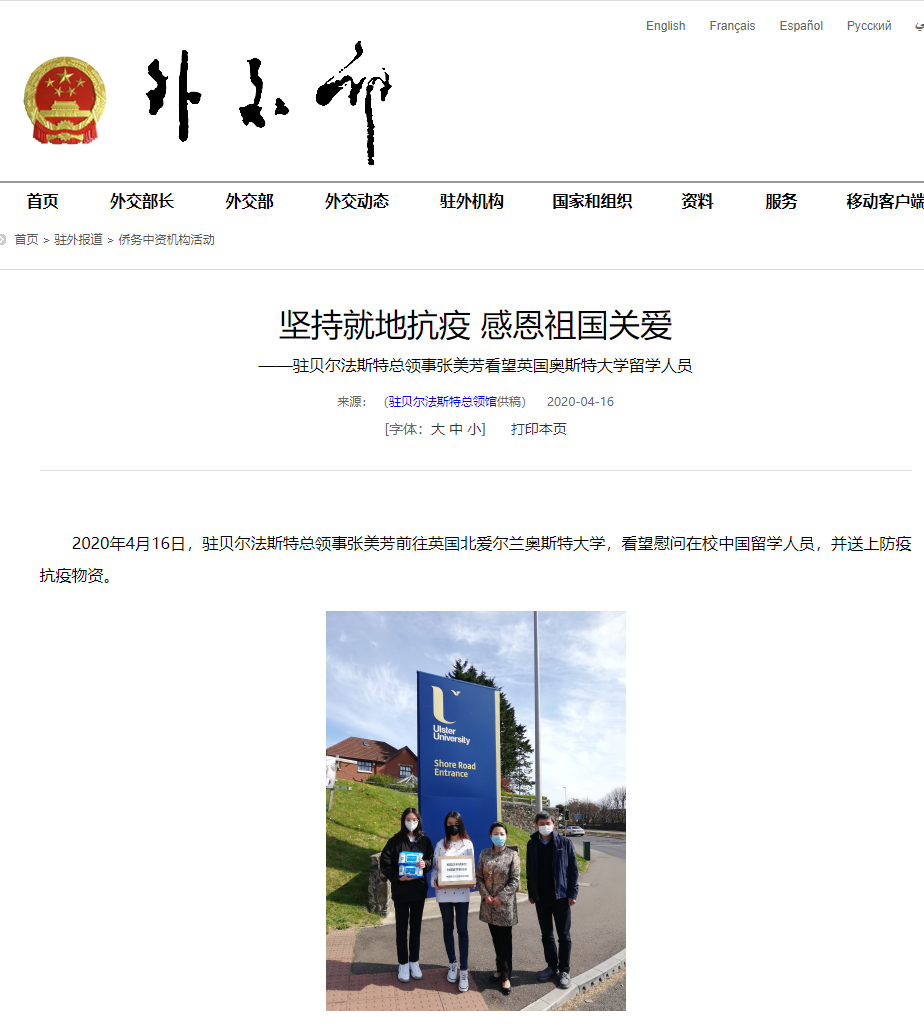 English Français Español Русский
外交部
首页 外交部长 外交部 外交动态 驻外机构 国家和组织 资料 服务 移动客户端
首页 > 驻外报道 > 侨务中资机构活动
坚持就地抗疫 感恩祖国关爱
——驻贝尔法斯特总领事张美芳看望英国奥斯特大学留学人员
来源： （驻贝尔法斯特总领馆供稿） 2020-04-16
[字体：大 中 小] 打印本页
2020年4月16日，驻贝尔法斯特总领事张美芳前往英国北爱尔兰奥斯特大学，看望慰问在校中国留学人员，并送上防疫
抗疫物资。
Ulster
University
Shore Road
Entrance